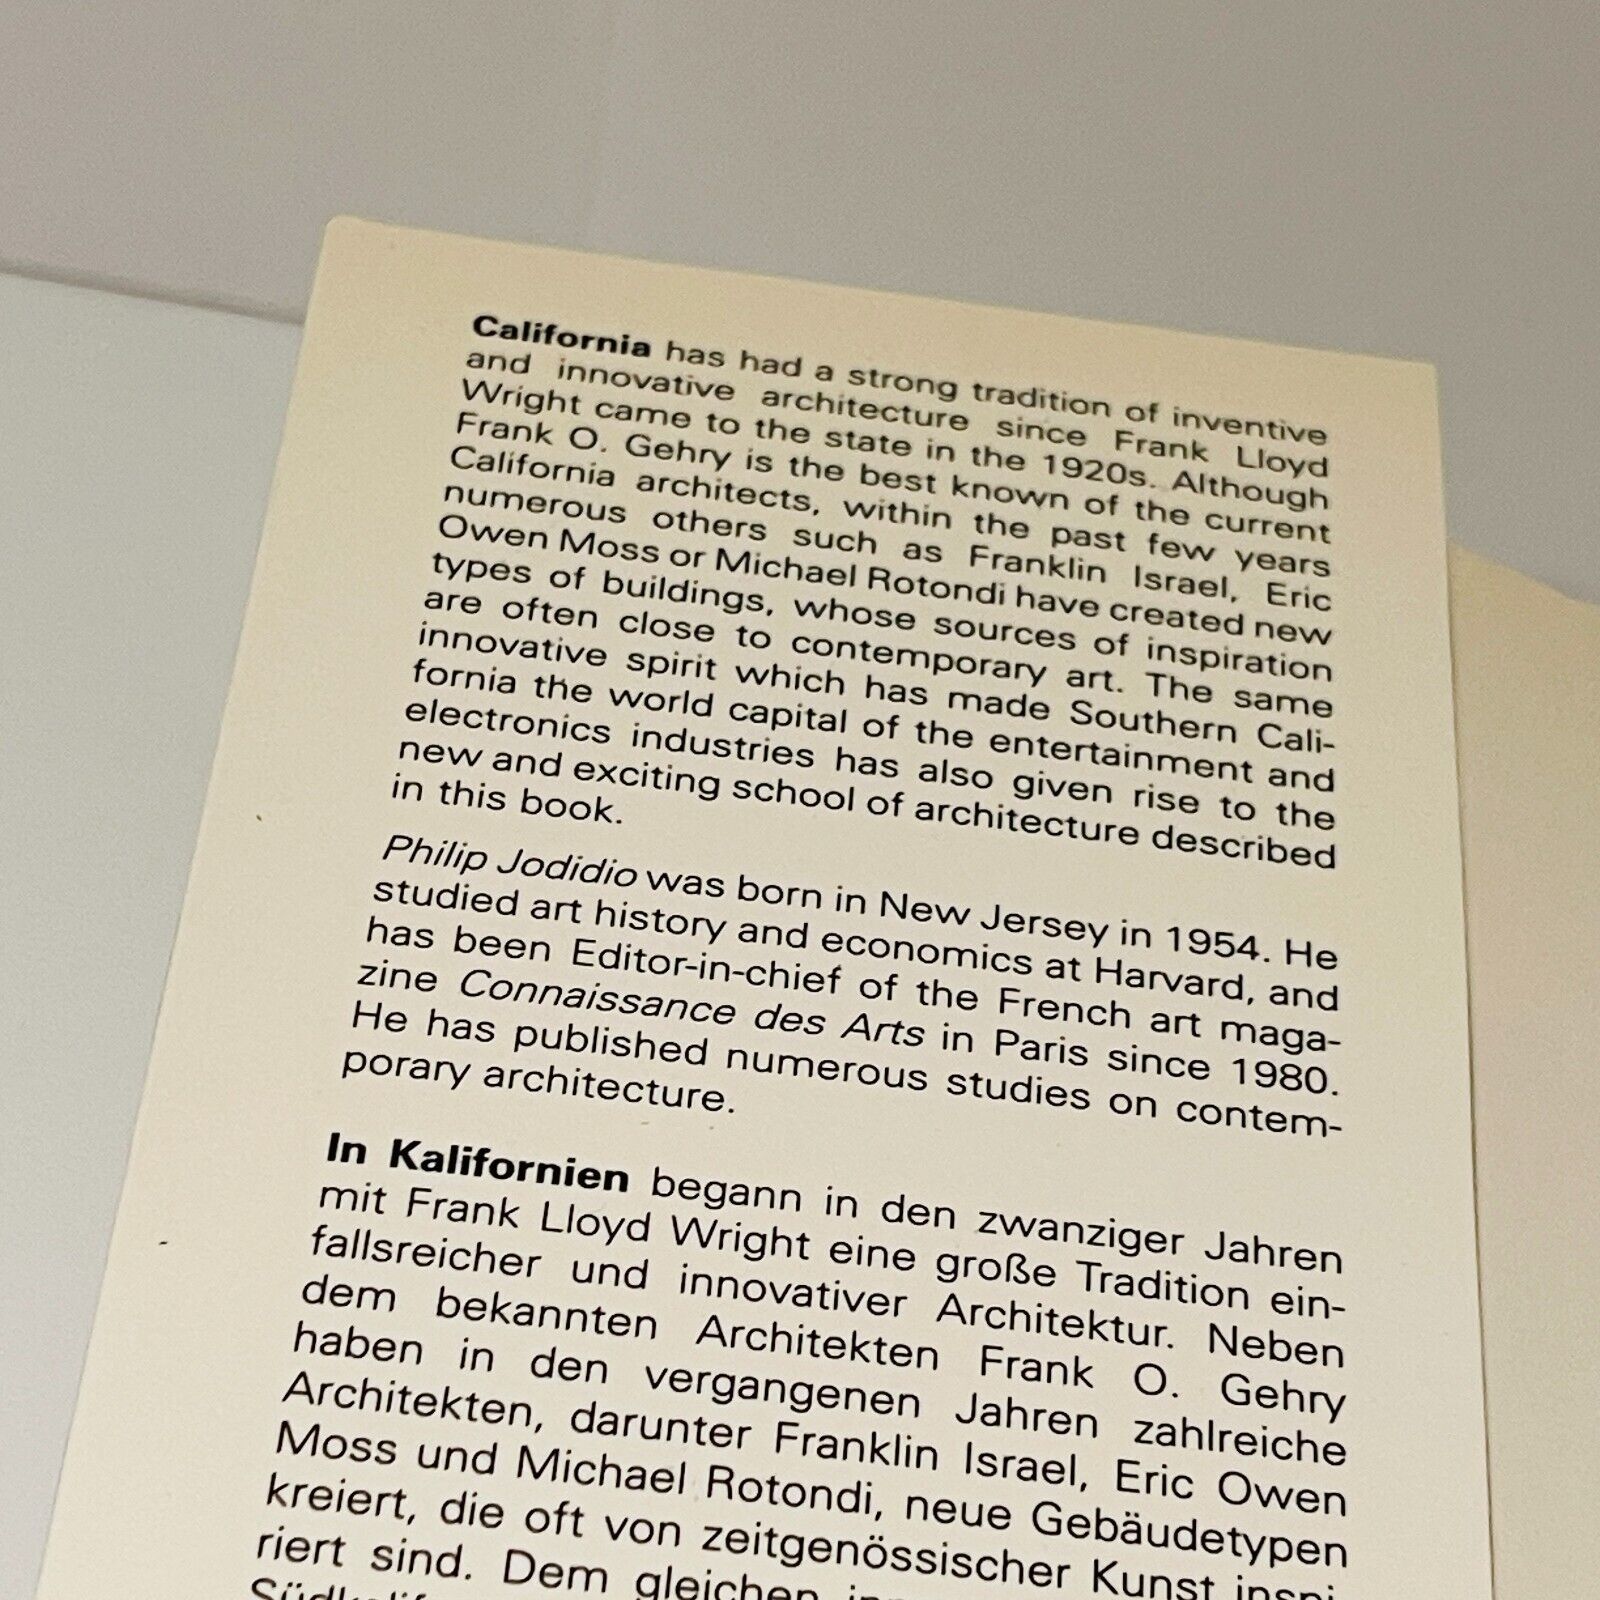 California has had a strong tradition of inventive
and innovative architecture since Frank Lloyd
Wright came to the state in the 1920s. Although
Frank O. Gehry is the best known of the current
California architects, within the past few years
numerous others such as Franklin Israel, Eric
Owen Moss or Michael Rotondi have created new
types of buildings, whose sources of inspiration
are often close to contemporary art. The same
innovative spirit which has made Southern Cali-
fornia the world capital of the entertainment and
electronics industries has also given rise to the
new and exciting school of architecture described
in this book.
Philip Jodidio was born in New Jersey in 1954. He
studied art history and economics at Harvard, and
has been Editor-in-chief of the French art maga-
zine Connaissance des Arts in Paris since 1980.
He has published numerous studies on contem-
porary architecture.
In Kalifornien begann in den zwanziger Jahren
mit Frank Lloyd Wright eine große Tradition ein-
fallsreicher und innovativer Architektur. Neben
dem bekannten Architekten Frank O. Gehry
haben in den vergangenen Jahren zahlreiche
Architekten, darunter Franklin Israel, Eric Owen
Moss und Michael Rotondi, neue Gebäudetypen
kreiert, die oft von zeitgenössischer Kunst inspi-
riert sind. Dem gleichen